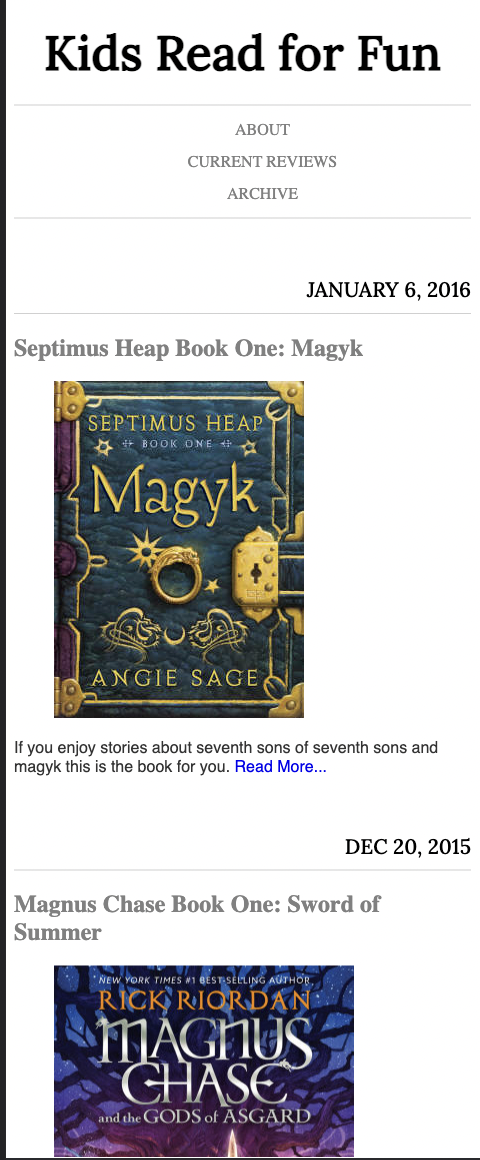 Kids Read for Fun
ABOUT
CURRENT REVIEWS
ARCHIVE
JANUARY 6, 2016
Septimus Heap Book One: Magyk
SEPTIMUS HEAP
BOOK ONE
Magyk
ANGIE SAGE
If you enjoy stories about seventh sons of seventh sons and
magyk this is the book for you. Read More...
DEC 20, 2015
Magnus Chase Book One: Sword of
Summer
NEW YORK TIMES #1 BEST-SELLING AUTHOR
RICK RIORDAN
MAGNUS
CHASE
and the GODS of ASGARD